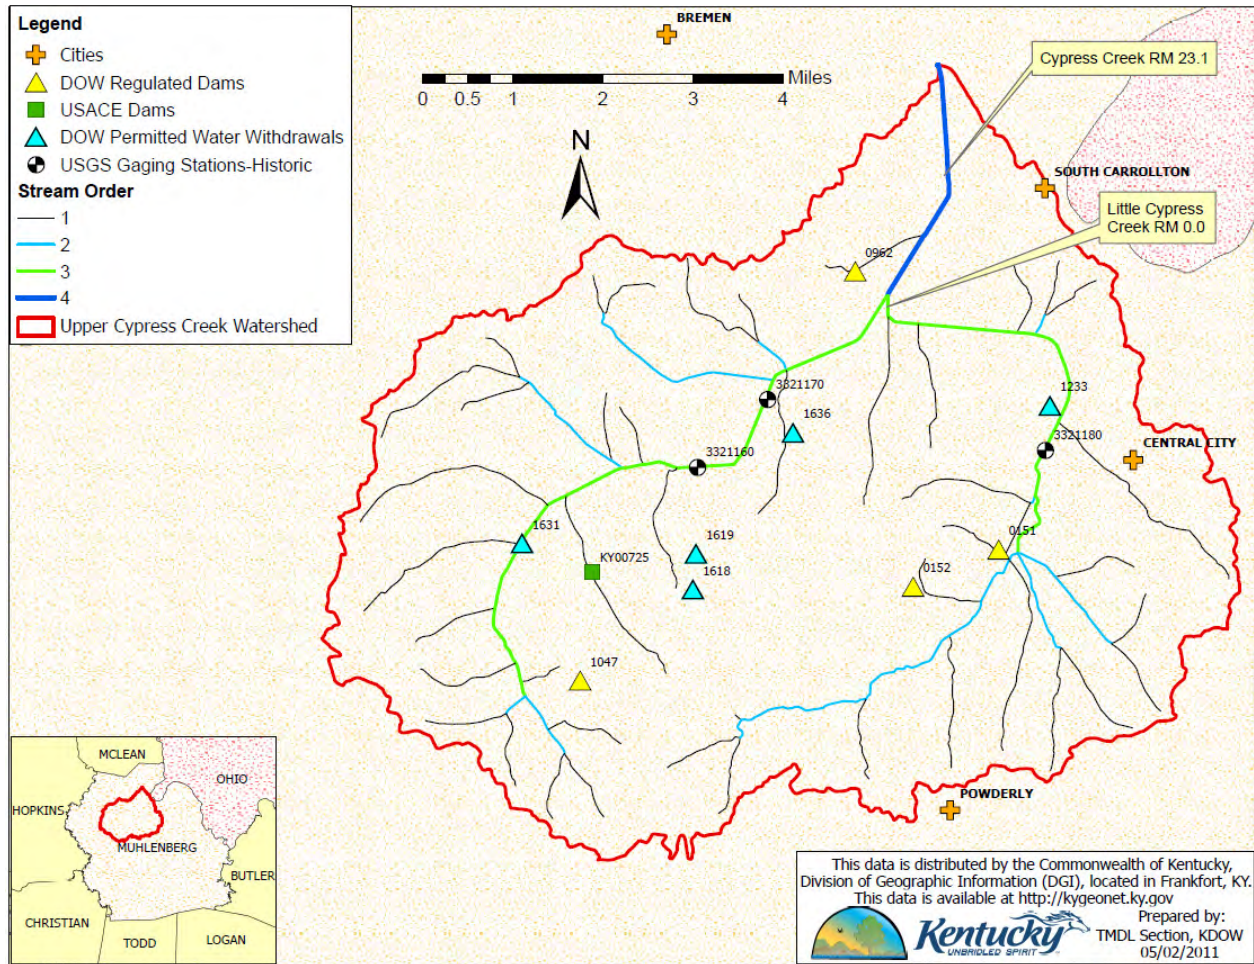 Legend
Cities
DOW Regulated Dams
USACE Dams
DOW Permitted Water Withdrawals
USGS Gaging Stations-Historic
Stream Order
1
2
3
4
Upper Cypress Creek Watershed
BREMEN
Miles
0 0.5 1 2 3 4
N
Cypress Creek RM 23.1
SOUTH CARROLLTON
Little Cypress
Creek RM 0.0
0962
3321170
1636
1233
3321180
CENTRAL CITY
3321160
1631
1619
0151
KY00725
1618
0152
1047
POWDERLY
MCLEAN
OHIO
HOPKINS
MUHLENBERG
BUTLER
CHRISTIAN
TODD
LOGAN
This data is distributed by the Commonwealth of Kentucky,
Division of Geographic Information (DGI), located in Frankfort, KY.
This data is available at http://kygeonet.ky.gov
Kentucky
UNBRIDLED SPIRIT
Prepared by:
TMDL Section, KDOW
05/02/2011